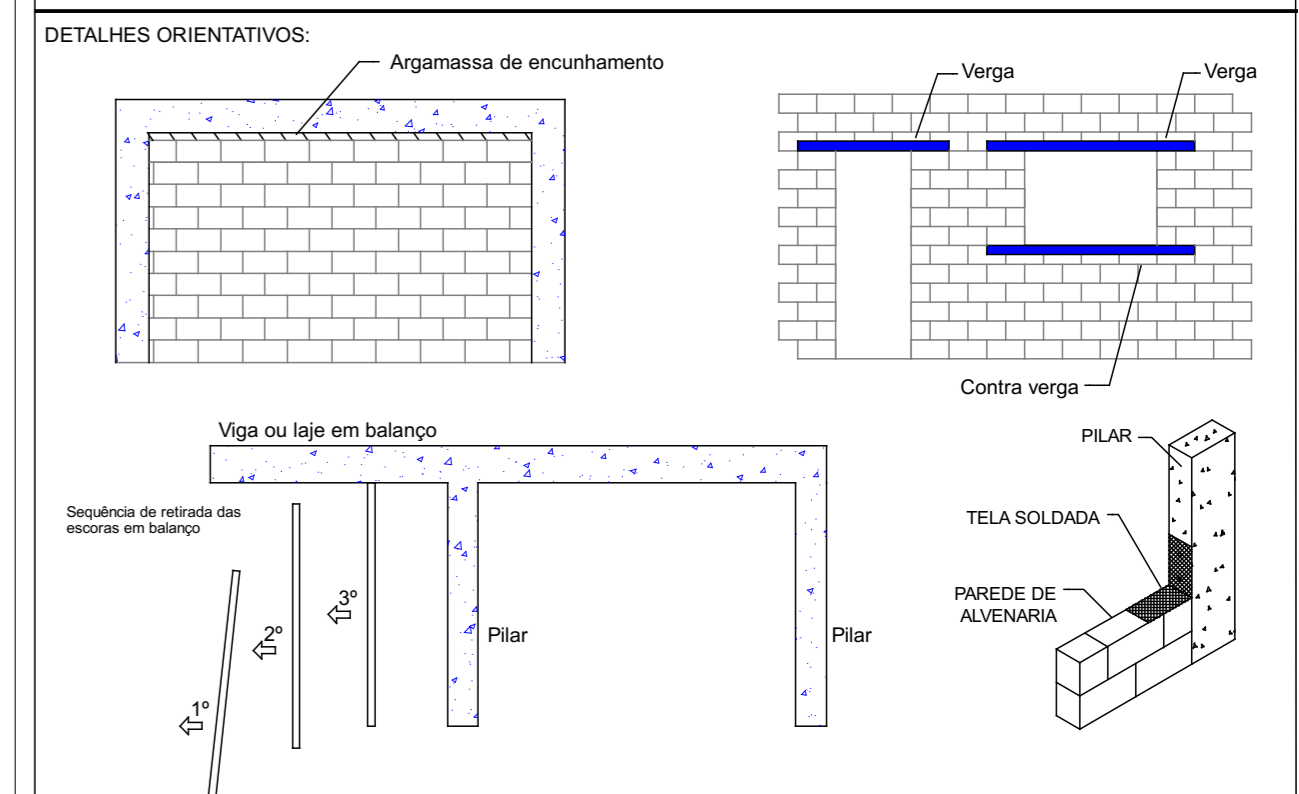 DETALHES ORIENTATIVOS:
Argamassa de encunhamento
Verga
Verga
Contra verga
Viga ou laje em balanço
Sequência de retirada das
escoras em balanço
1º
2º
3º
Pilar
Pilar
PILAR
TELA SOLDADA
PAREDE DE
ALVENARIA